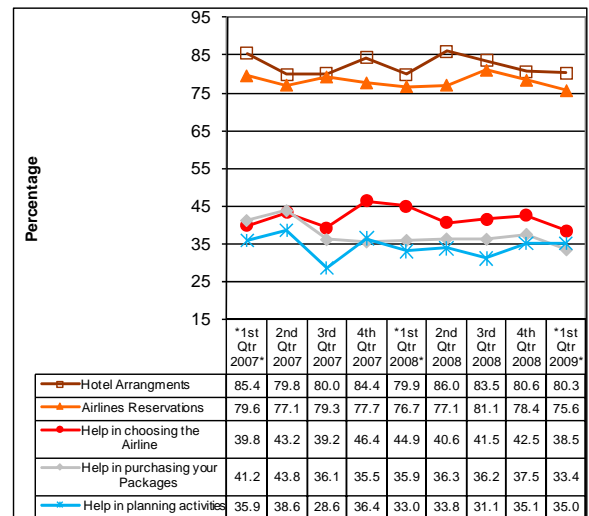 95
85
75
65
55
45
35
25
15
Percentage
*1st Qtr 2007* 2nd Qtr 2007 3rd Qtr 2007 4th Qtr 2007 *1st Qtr 2008* 2nd Qtr 2008 3rd Qtr 2008 4th Qtr 2008 *1st Qtr 2009*
Hotel Arrangments 85.4 79.8 80.0 84.4 79.9 86.0 83.5 80.6 80.3
Airlines Reservations 79.6 77.1 79.3 77.7 76.7 77.1 81.1 78.4 75.6
Help in choosing the Airline 39.8 43.2 39.2 46.4 44.9 40.6 41.5 42.5 38.5
Help in purchasing your Packages 41.2 43.8 36.1 35.5 35.9 36.3 36.2 37.5 33.4
Help in planning activities 35.9 38.6 28.6 36.4 33.0 33.8 31.1 35.1 35.0